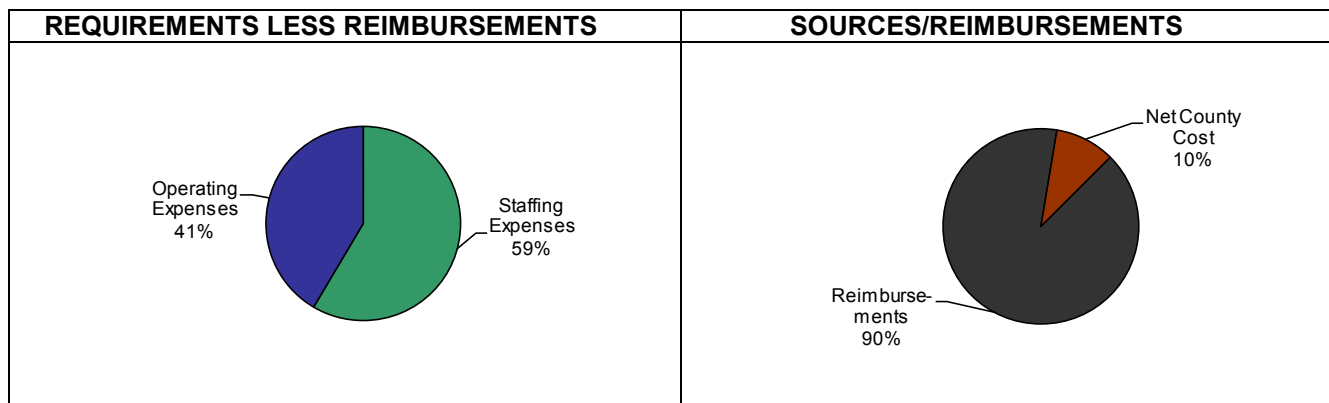 REQUIREMENTS LESS REIMBURSEMENTS
Operating
Expenses
41%
Staffing
Expenses
59%
SOURCES/REIMBURSEMENTS
Net County
Cost
10%
Reimburse-
ments
90%